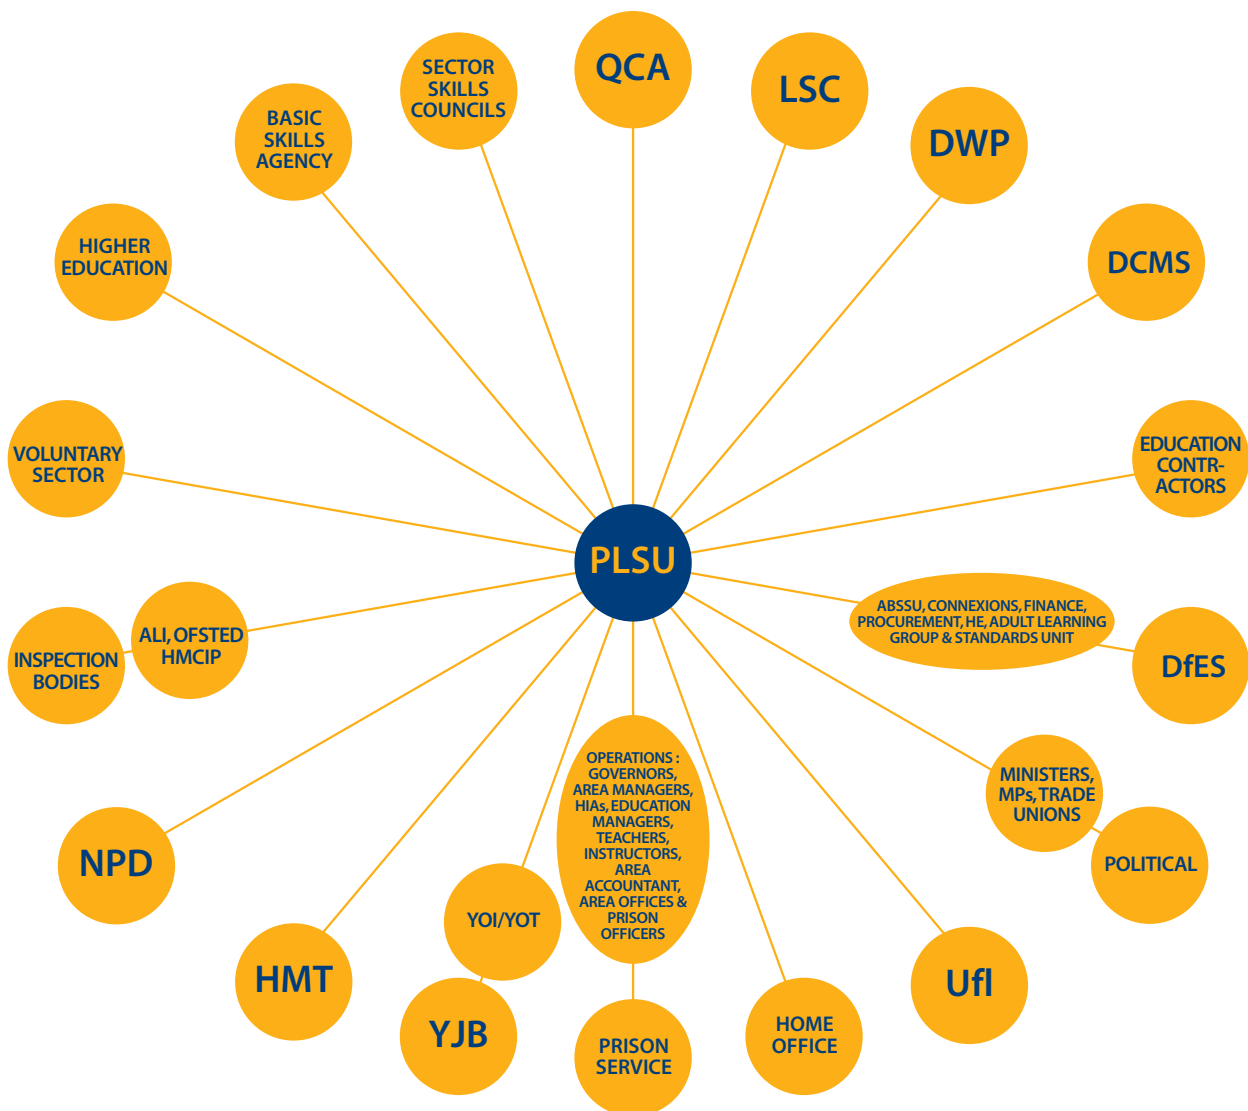 QCA
SECTOR
SKILLS
COUNCILS
LSC
BASIC
SKILLS
AGENCY
DWP
HIGHER
EDUCATION
DCMS
VOLUNTARY
SECTOR
EDUCATION
CONTR-
ACTORS
PLSU
ABSSU, CONNEXIONS, FINANCE,
PROCUREMENT, HE, ADULT LEARNING
GROUP & STANDARDS UNIT
DfES
ALI, OFSTED
HMCIP
INSPECTION
BODIES
MINISTERS,
MPs, TRADE
UNIONS
POLITICAL
OPERATIONS :
GOVERNORS,
AREA MANAGERS,
HIAs, EDUCATION
MANAGERS,
TEACHERS,
INSTRUCTORS,
AREA
ACCOUNTANT,
AREA OFFICES &
PRISON
OFFICERS
NPD
YOI/YOT
HMT
UfI
YJB
HOME
OFFICE
PRISON
SERVICE